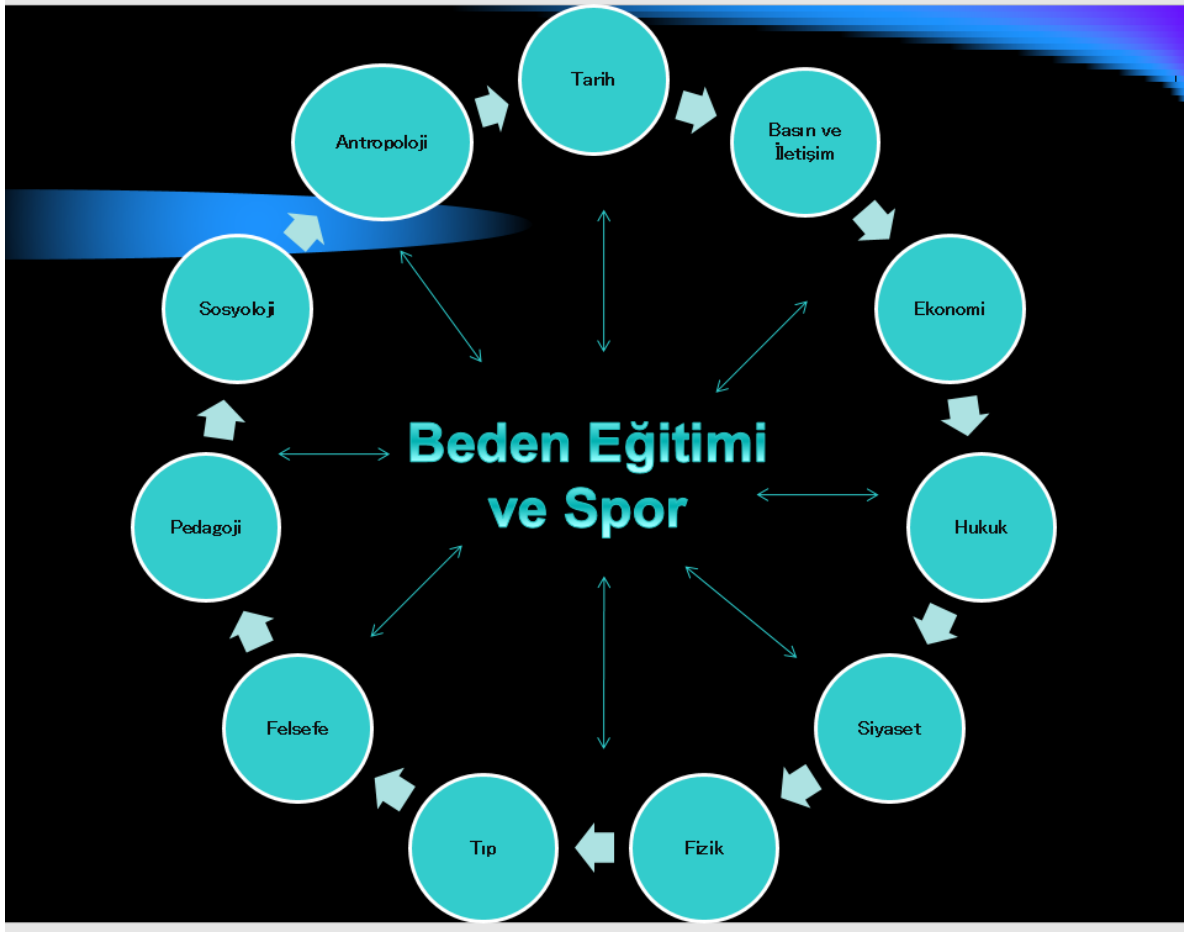 Tarih
Basın ve
İletişim
Ekonomi
Hukuk
Siyaset
Fizik
Tıp
Felsefe
Pedagoji
Sosyoloji
Antropoloji
Beden Eğitimi
ve Spor